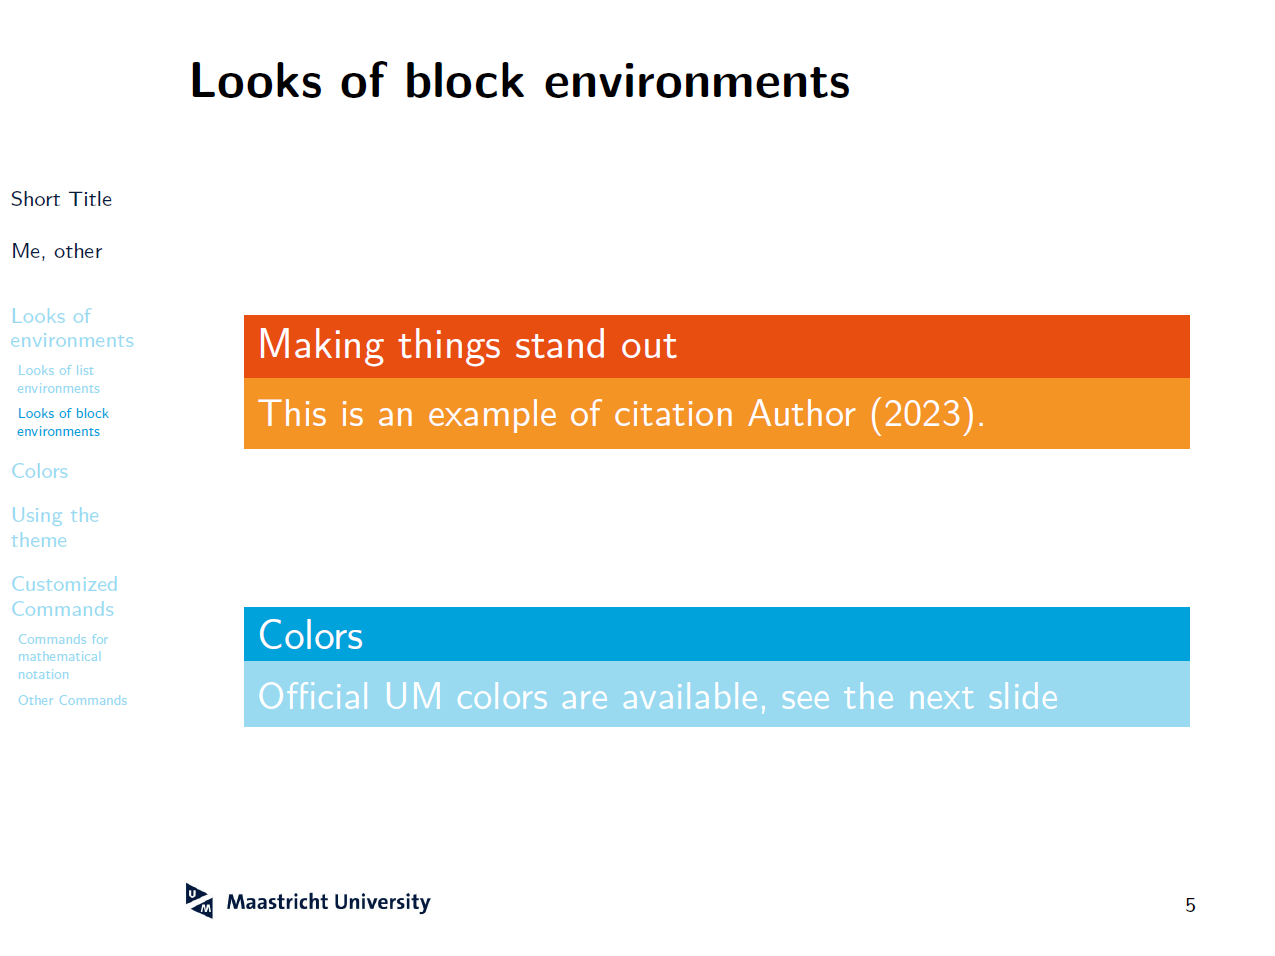 Looks of block environments
Short Title
Me, other
Looks of
environments
Looks of list
environments
Looks of block
environments
Colors
Using the
theme
Customized
Commands
Commands for
mathematical
notation
Other Commands
Making things stand out
This is an example of citation Author (2023).
Colors
Official UM colors are available, see the next slide
U
M
Maastricht University
5